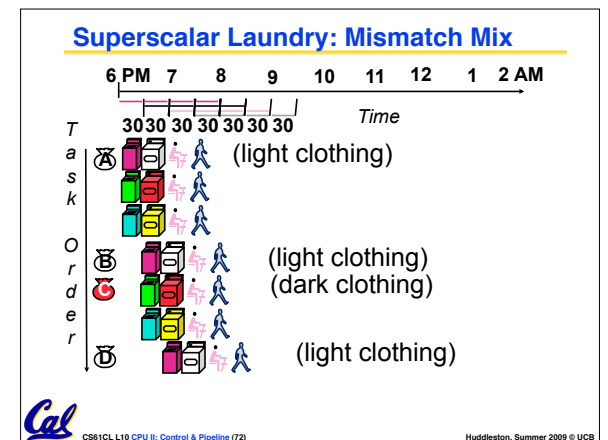 Superscalar Laundry: Mismatch Mix
6 PM 7 8 9 10 11 12 1 2 AM
Time
30 30 30 30 30 30 30
Task
Order
A (light clothing)
B (light clothing)
C (dark clothing)
D (light clothing)
Cal CS61CL L10 CPU II: Control & Pipeline (72) Huddleston, Summer 2009 © UCB